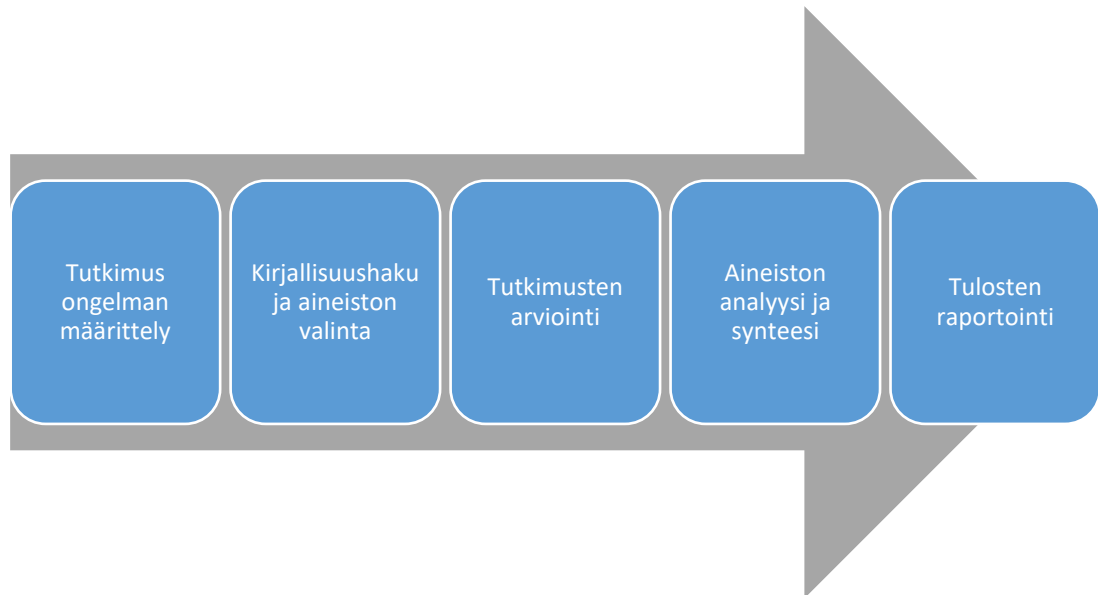 Tutkimus
ongelman
määrittely
Kirjallisuushaku
ja aineiston
valinta
Tutkimusten
arviointi
Aineiston
analyysi ja
synteesi
Tulosten
raportointi